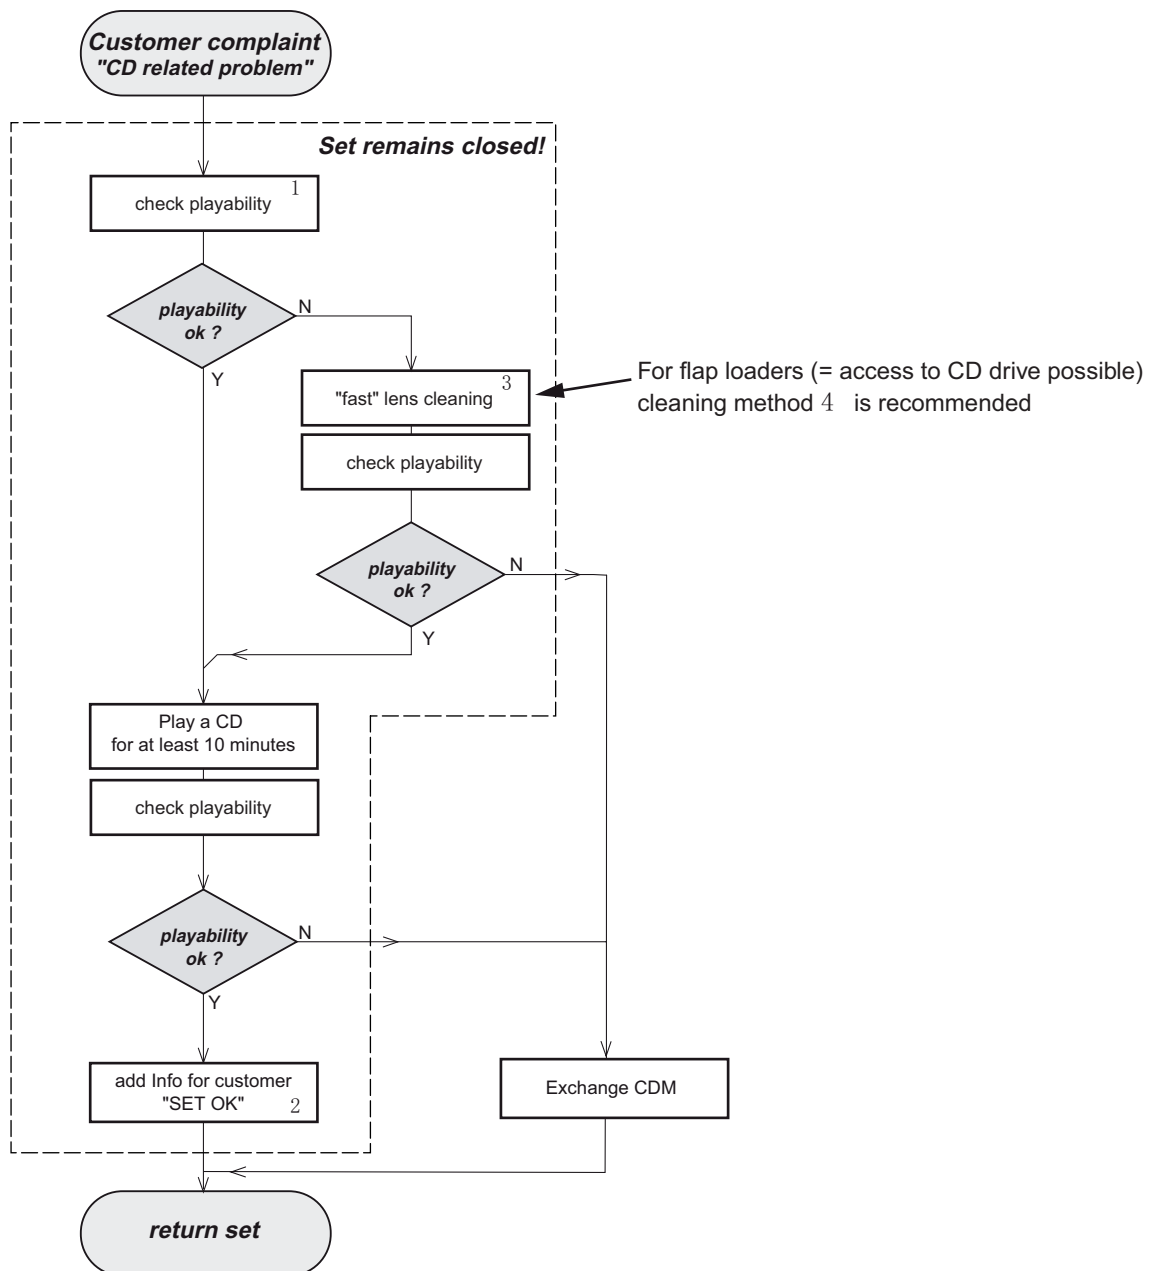 Customer complaint
"CD related problem"
Set remains closed!
1
check playability
playability
ok ?
N
Y
3
"fast" lens cleaning
For flap loaders (= access to CD drive possible)
cleaning method 4 is recommended
check playability
playability
ok ?
N
Y
Play a CD
for at least 10 minutes
check playability
playability
ok ?
N
Y
add Info for customer
"SET OK" 2
Exchange CDM
return set